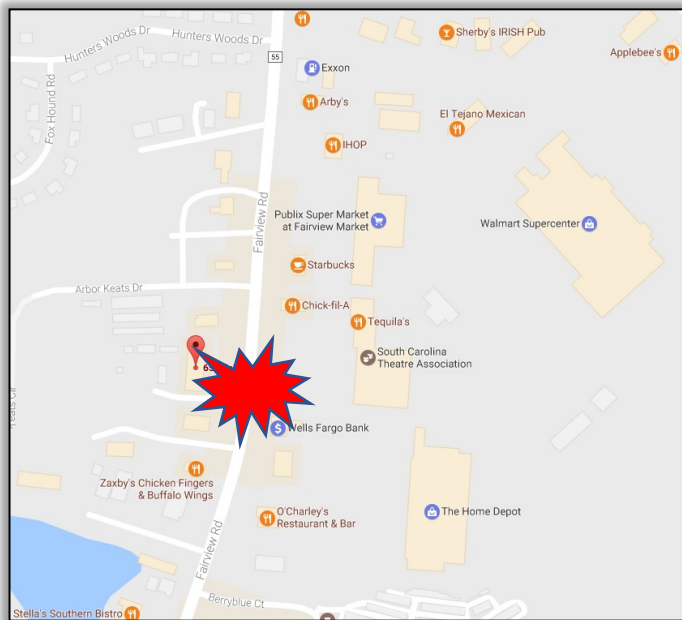 Hunters Woods Dr
Hunters Woods Dr
55
Sherby's IRISH Pub
Applebee's
Fox Hound Rd
Exxon
Arby's
El Tejano Mexican
IHOP
Fairview Rd
Publix Super Market
at Fairview Market
Walmart Supercenter
Starbucks
Arbor Keats Dr
Chick-fil-A
Tequila's
South Carolina
Theatre Association
Wells Fargo Bank
Zaxby's Chicken Fingers
& Buffalo Wings
O'Charley's
Restaurant & Bar
The Home Depot
Fairview Rd
Berryblue Ct
Stella's Southern Bistro